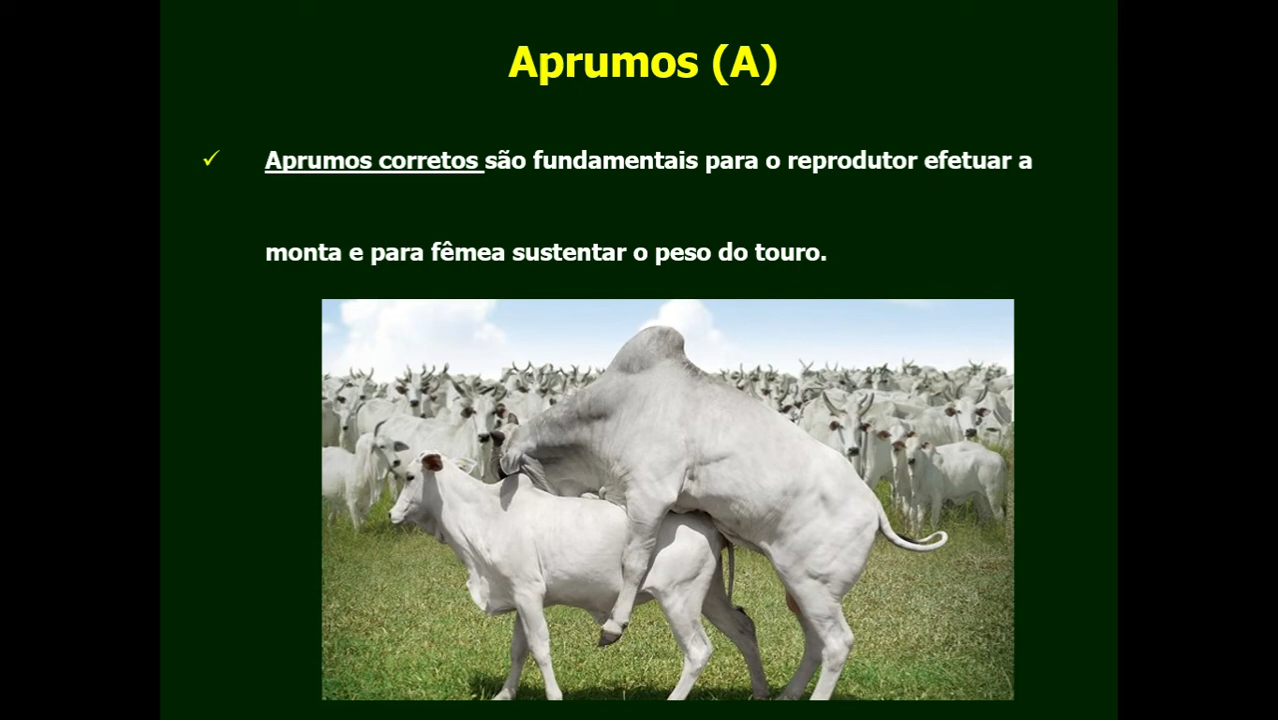 Aprumos (A)
Aprumos corretos são fundamentais para o reprodutor efetuar a
monta e para fêmea sustentar o peso do touro.